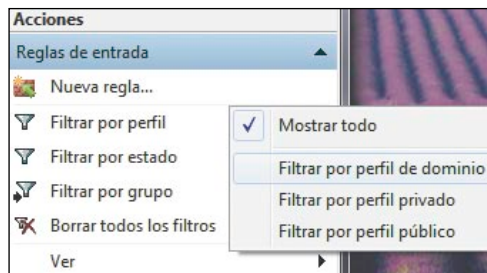 Acciones
Reglas de entrada
Nueva regla...
Filtrar por perfil
Filtrar por estado
Filtrar por grupo
Borrar todos los filtros
Ver
Mostrar todo
Filtrar por perfil de dominio
Filtrar por perfil privado
Filtrar por perfil público